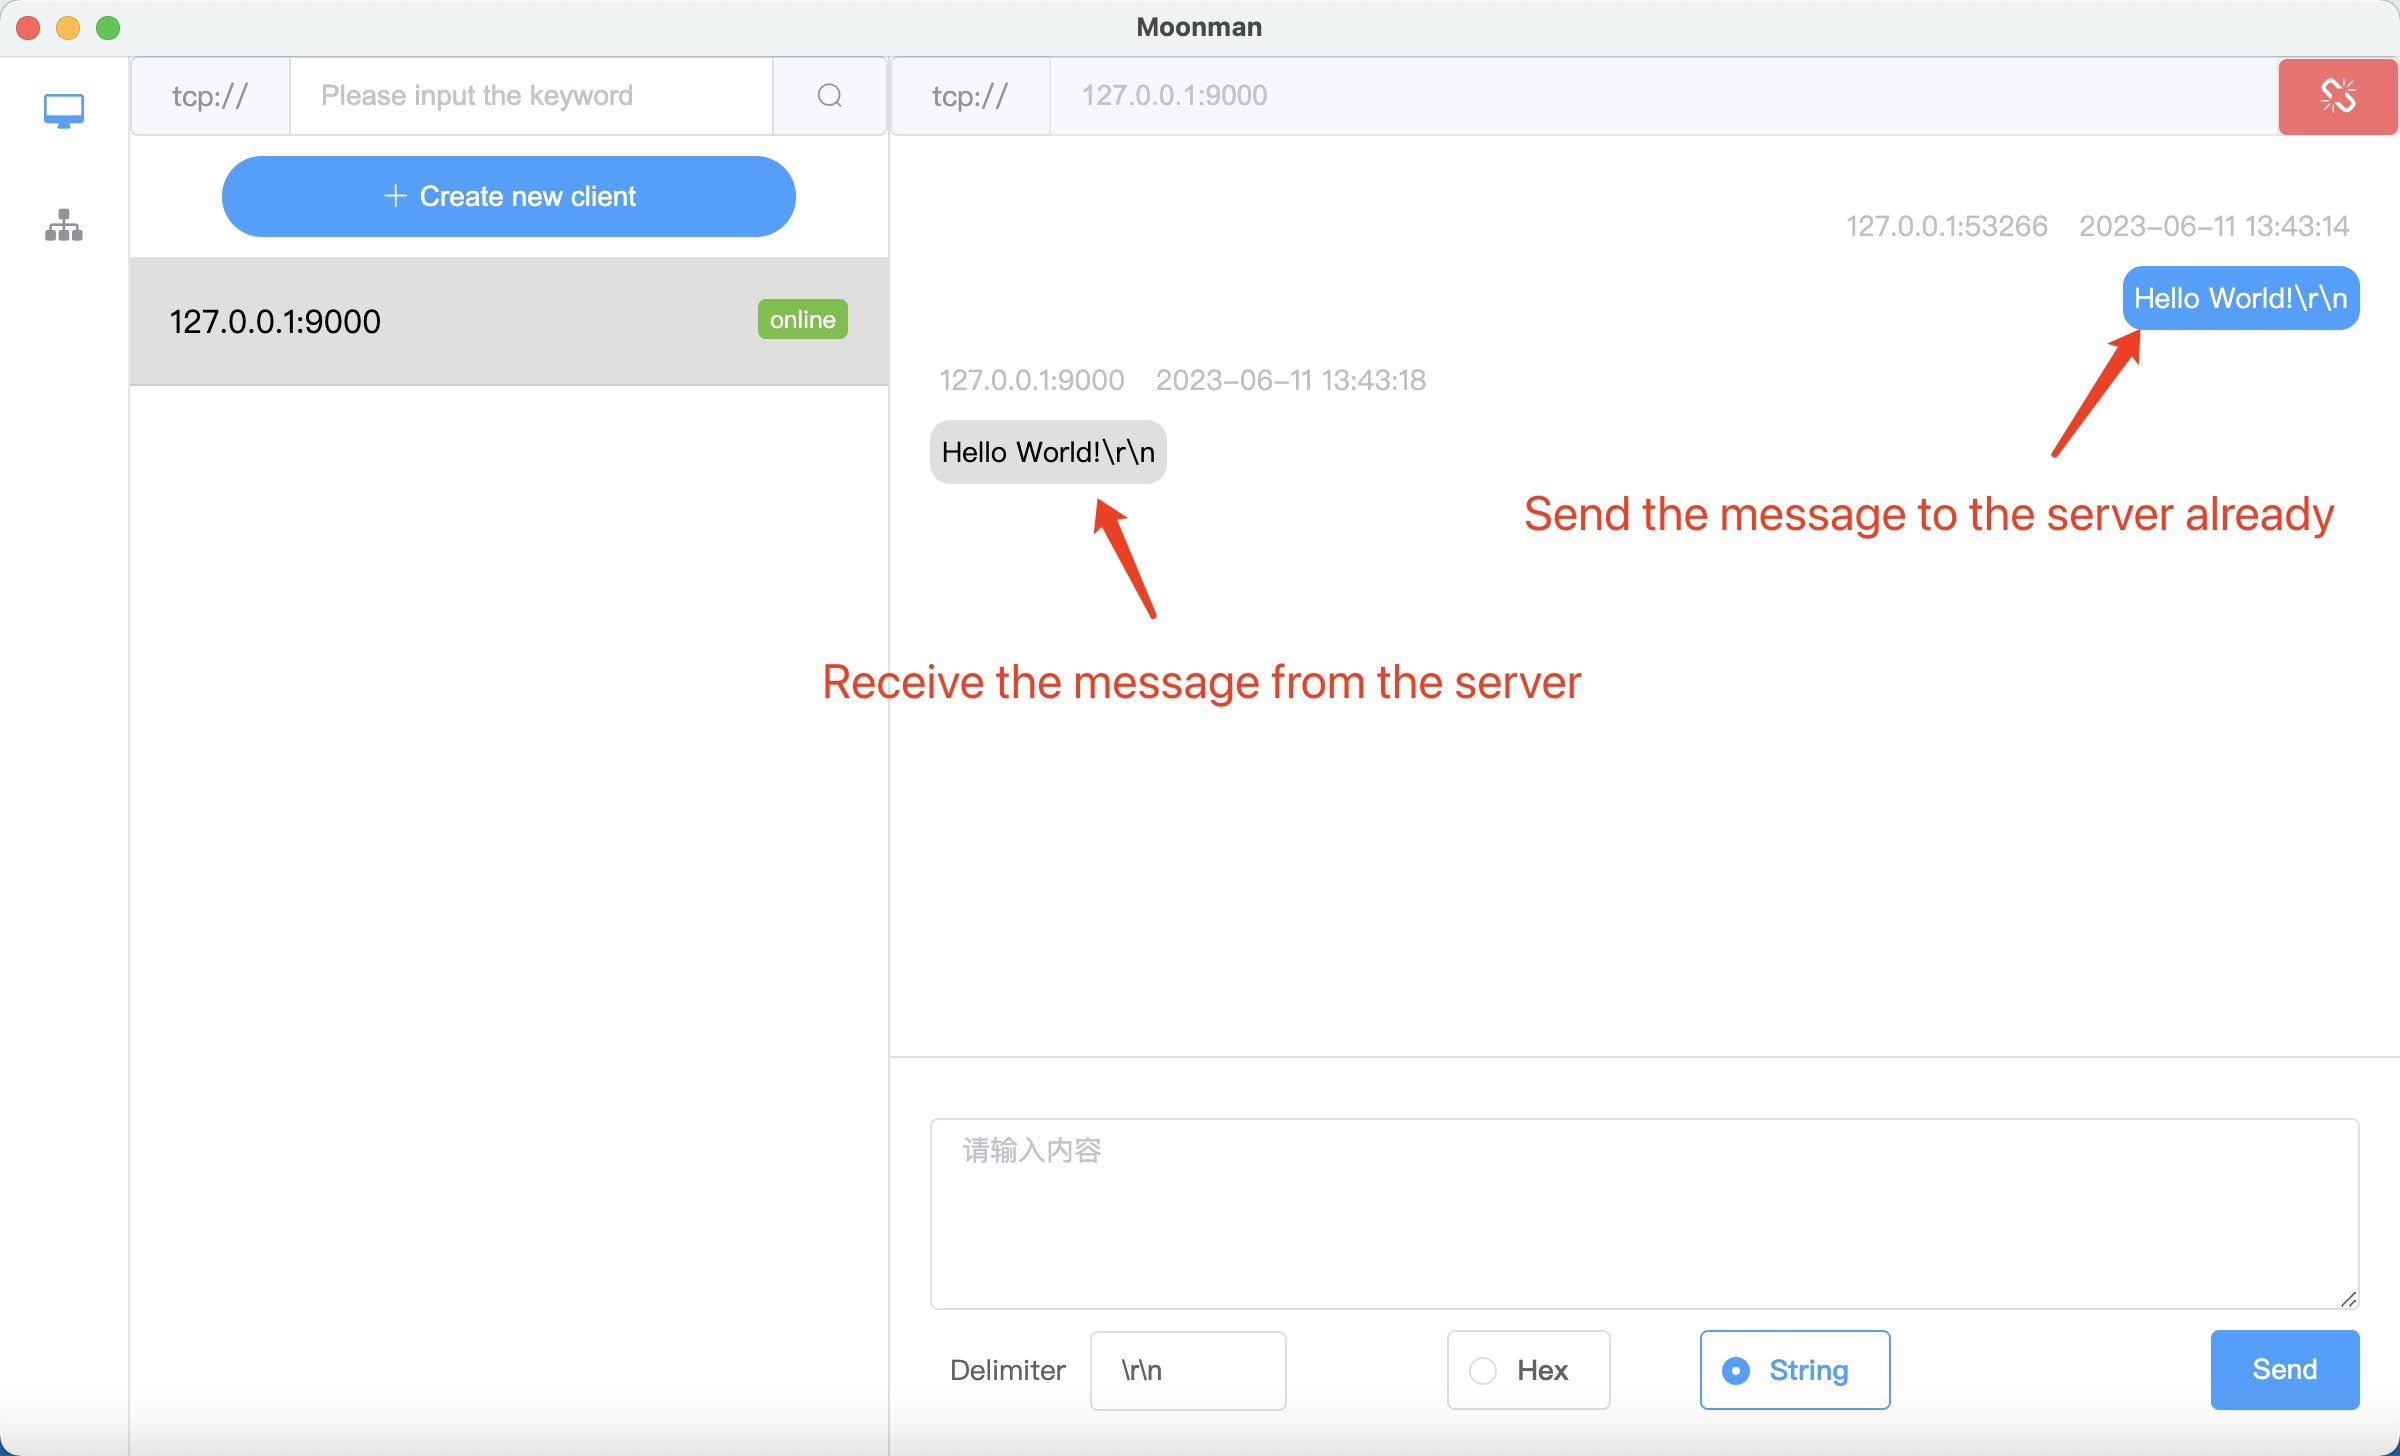 Moonman
tcp:// Please input the keyword
tcp:// 127.0.0.1:9000
+ Create new client
127.0.0.1:9000 online
127.0.0.1:53266 2023-06-11 13:43:14
Hello World!\r\n
127.0.0.1:9000 2023-06-11 13:43:18
Hello World!\r\n
Send the message to the server already
Receive the message from the server
请输入内容
Delimiter \r\n Hex String Send